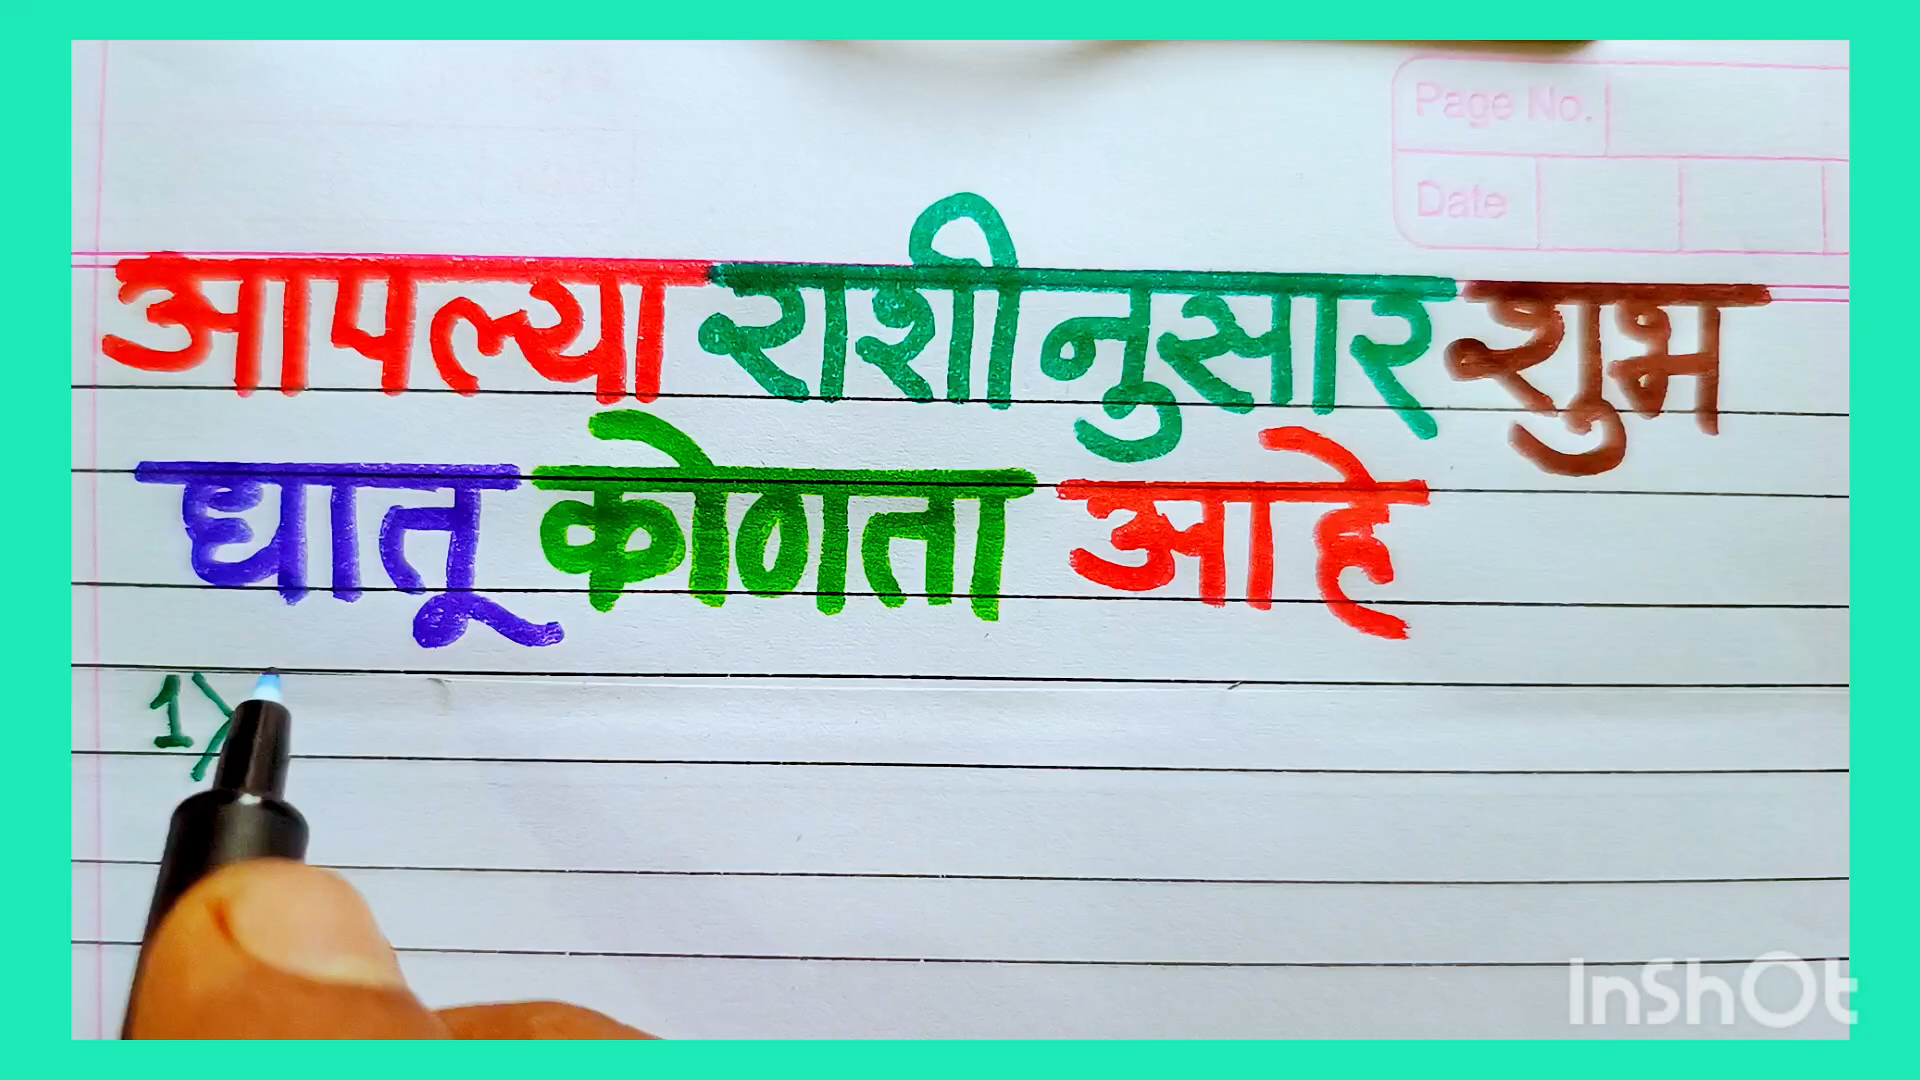 Page No.
Date
आपल्या राशीनुसार शुभ
धातू कोणता आहे
1)
InShOt